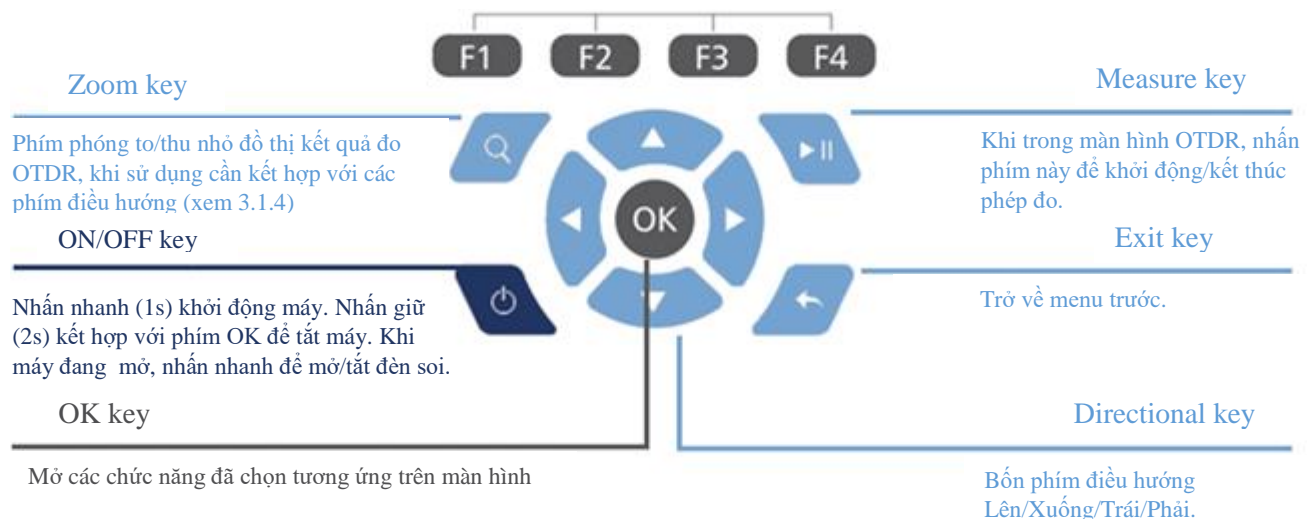 F1 F2 F3 F4
Zoom key
Phím phóng to/thu nhỏ đồ thị kết quả đo
OTDR, khi sử dụng cần kết hợp với các
phím điều hướng (xem 3.1.4)
ON/OFF key
Nhấn nhanh (1s) khởi động máy. Nhấn giữ
(2s) kết hợp với phím OK để tắt máy. Khi
máy đang mở, nhấn nhanh để mở/tắt đèn soi.
OK key
Mở các chức năng đã chọn tương ứng trên màn hình
OK
Measure key
Khi trong màn hình OTDR, nhấn
phím này để khởi động/kết thúc
phép đo.
Exit key
Trở về menu trước.
Directional key
Bốn phím điều hướng
Lên/Xuống/Trái/Phải.